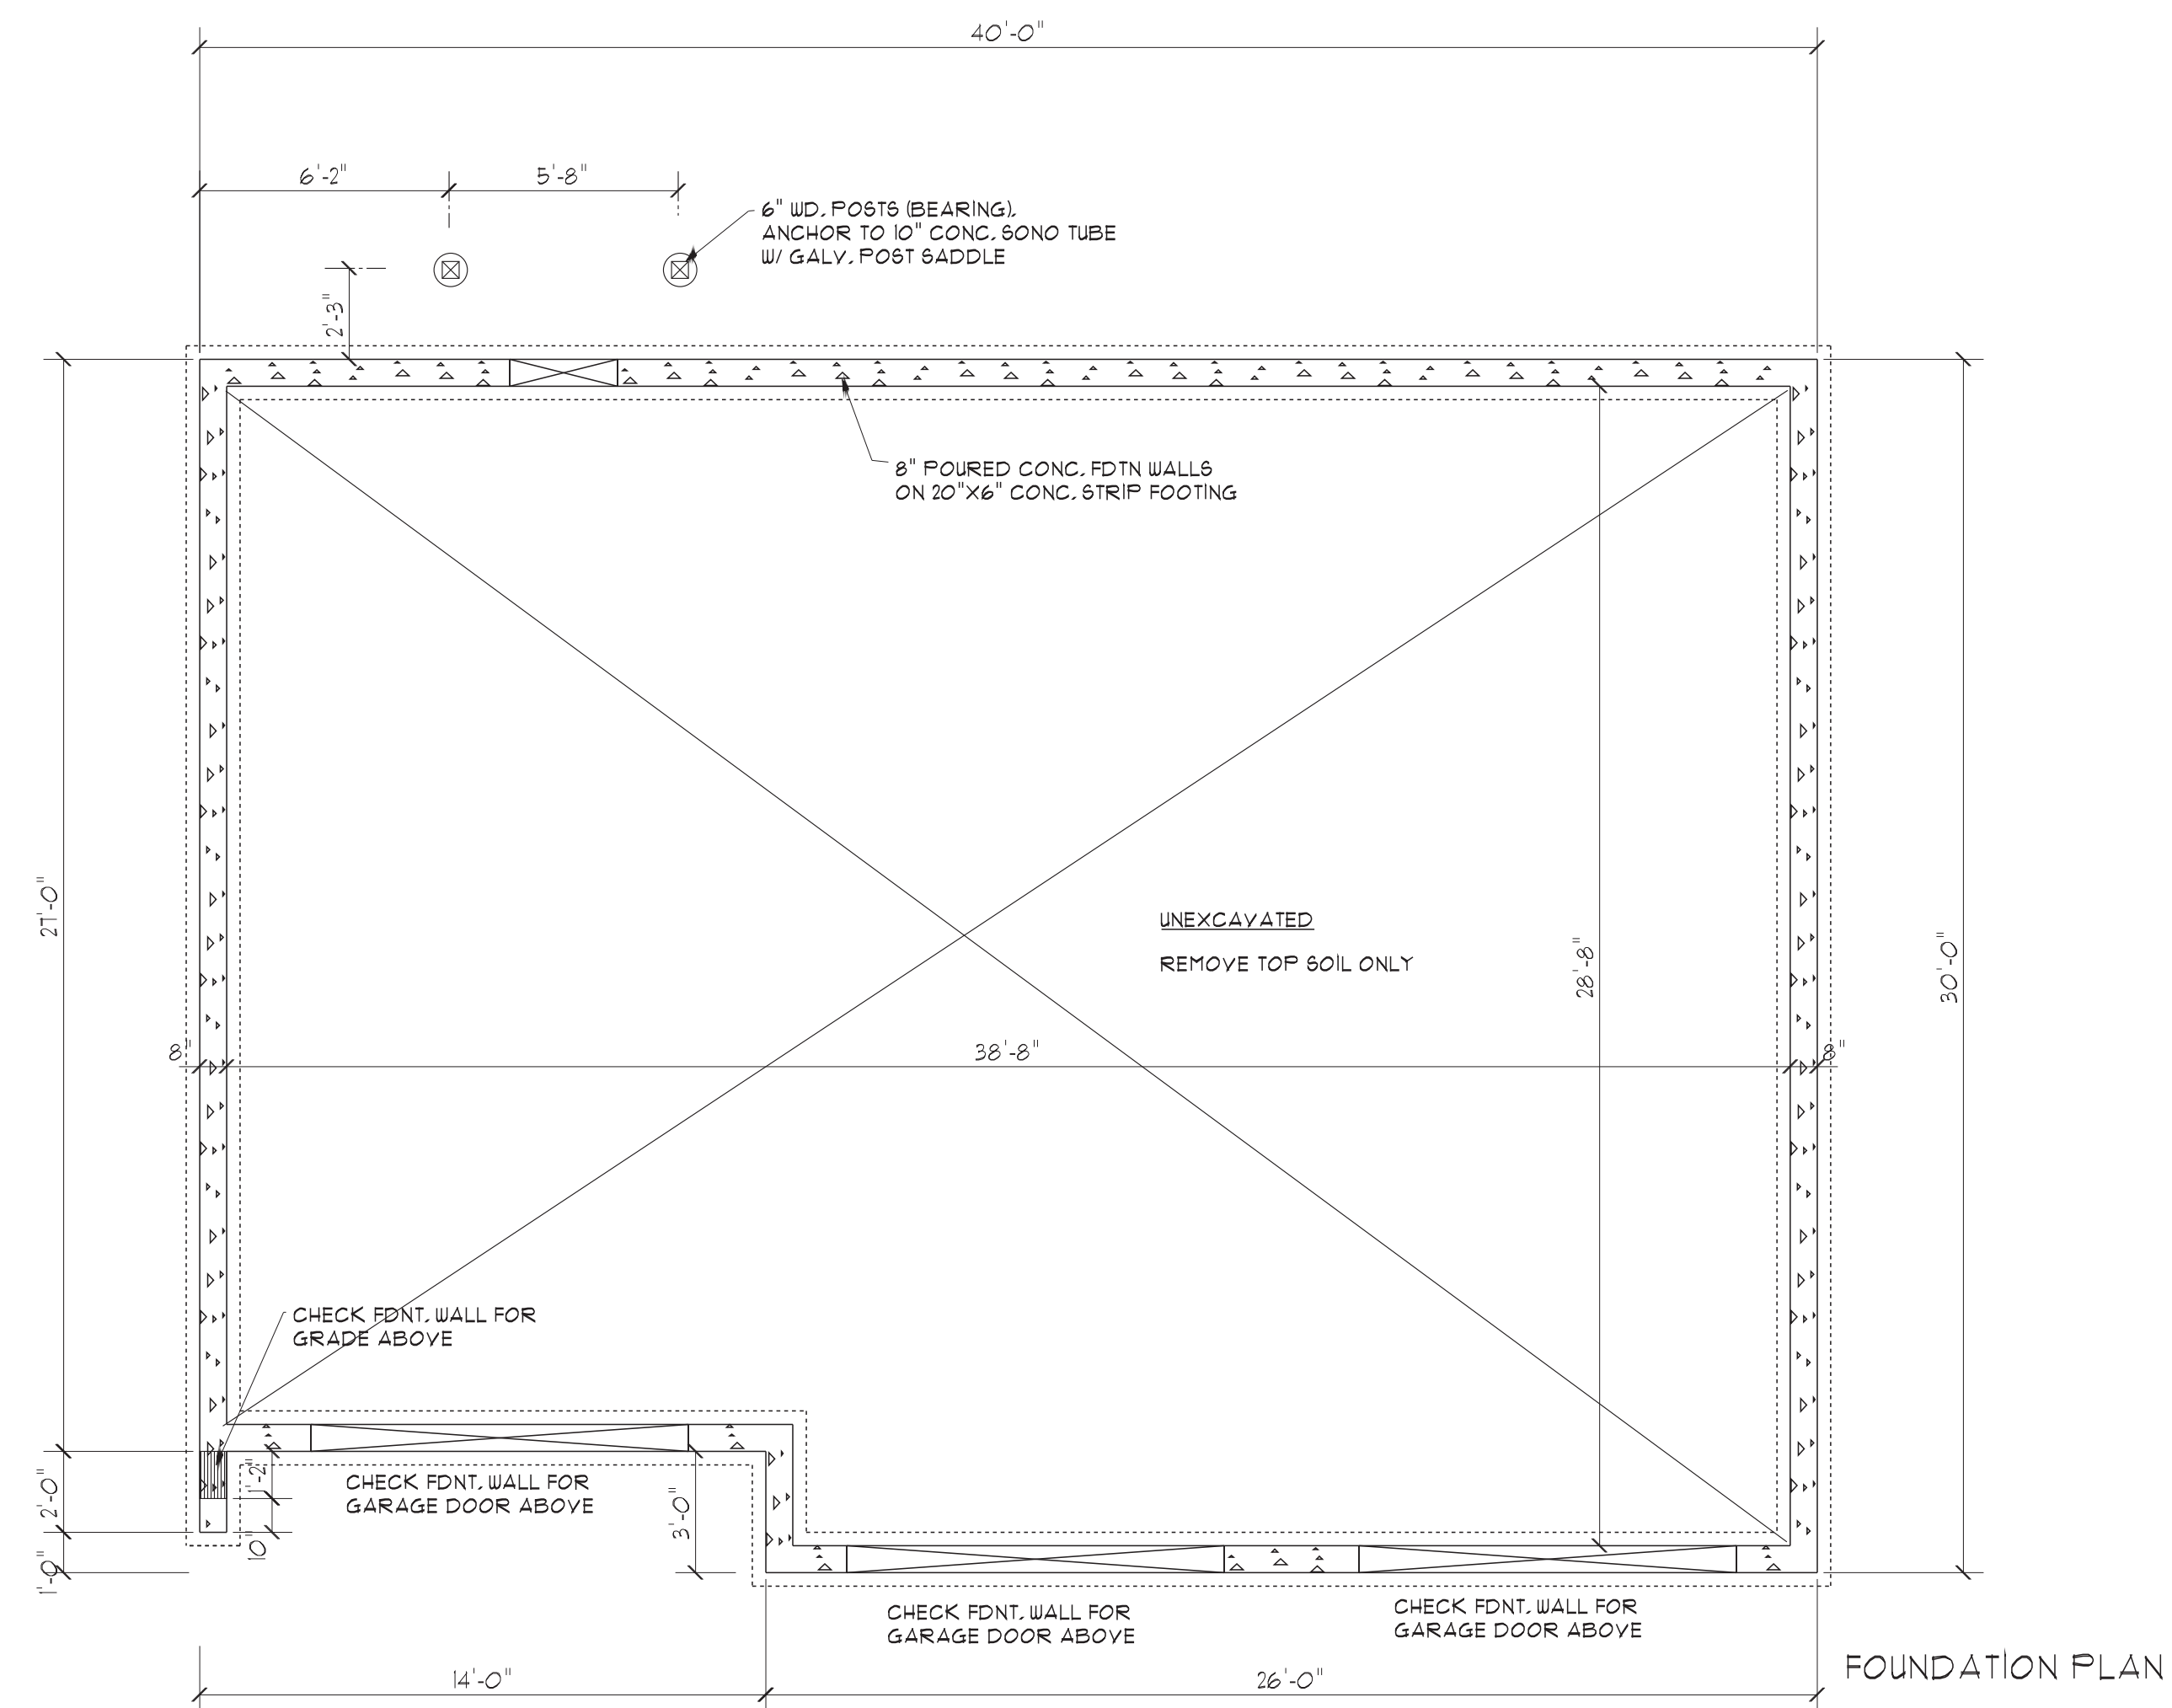 40'-0"
6'-2"
5'-8"
6" WD. POSTS (BEARING),
ANCHOR TO 10" CONC. SONO TUBE
W/ GALV. POST SADDLE
2'-3"
8" POURED CONC. FDTN WALLS
ON 20"X6" CONC. STRIP FOOTING
27'-0"
UNEXCAVATED
REMOVE TOP SOIL ONLY
28'-8"
30'-0"
8"
38'-8"
8"
CHECK FDNT. WALL FOR
GRADE ABOVE
2'-0"
1'-2"
CHECK FDNT. WALL FOR
GARAGE DOOR ABOVE
3'-0"
10"
1'-0"
CHECK FDNT. WALL FOR
GARAGE DOOR ABOVE
CHECK FDNT. WALL FOR
GARAGE DOOR ABOVE
FOUNDATION PLAN
14'-0"
26'-0"